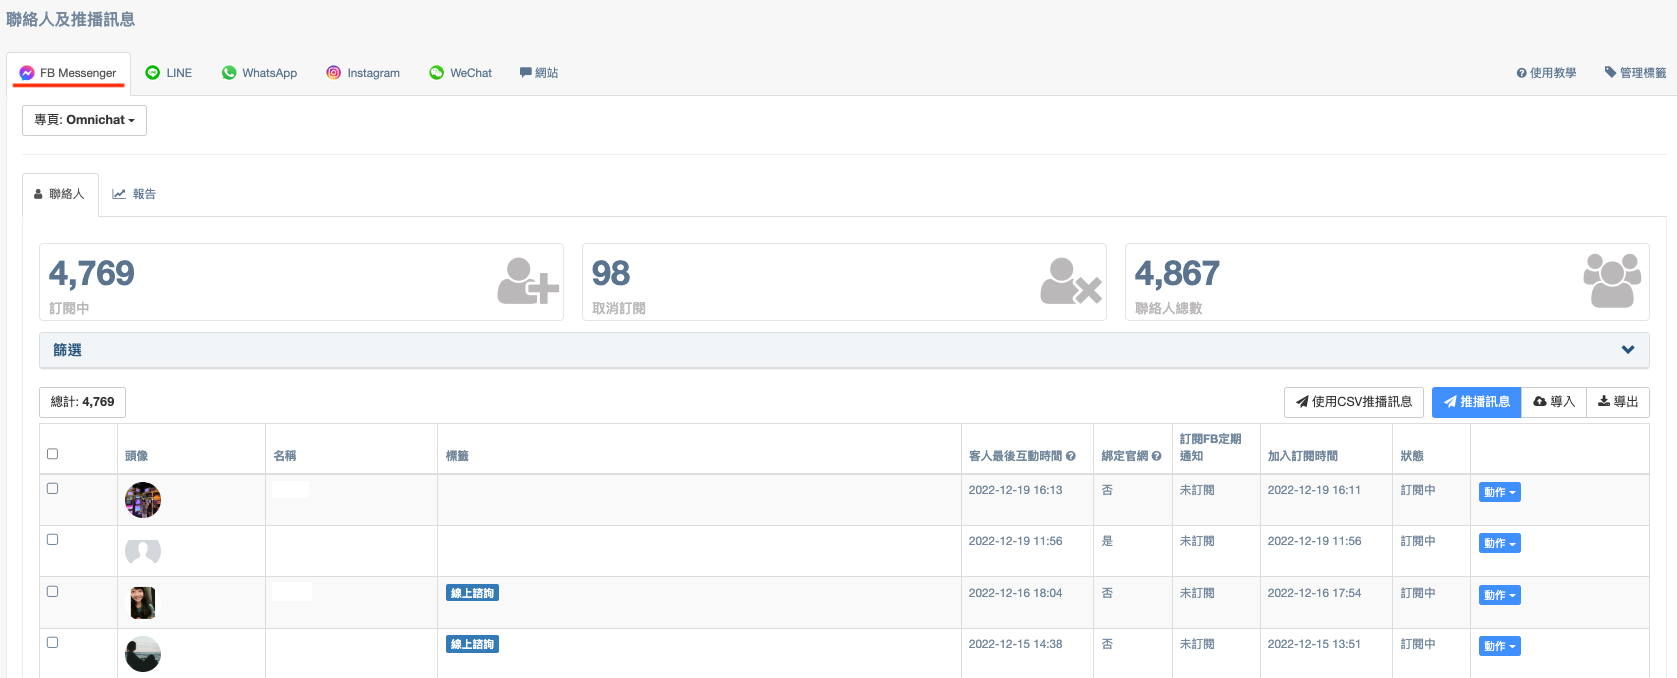 聯絡人及推播訊息
FB Messenger LINE WhatsApp Instagram WeChat 網站 使用教學 管理標籤
專頁: Omnichat
聯絡人 報告
4,769
訂閱中
98
取消訂閱
4,867
聯絡人總數
篩選
總計: 4,769 使用CSV推播訊息 推播訊息 導入 導出
頭像 名稱 標籤 客人最後互動時間 綁定官網 訂閱FB定期通知 加入訂閱時間 狀態
2022-12-19 16:13 否 未訂閱 2022-12-19 16:11 訂閱中 動作
2022-12-19 11:56 是 未訂閱 2022-12-19 11:56 訂閱中 動作
線上諮詢 2022-12-16 18:04 否 未訂閱 2022-12-16 17:54 訂閱中 動作
線上諮詢 2022-12-15 14:38 否 未訂閱 2022-12-15 13:51 訂閱中 動作